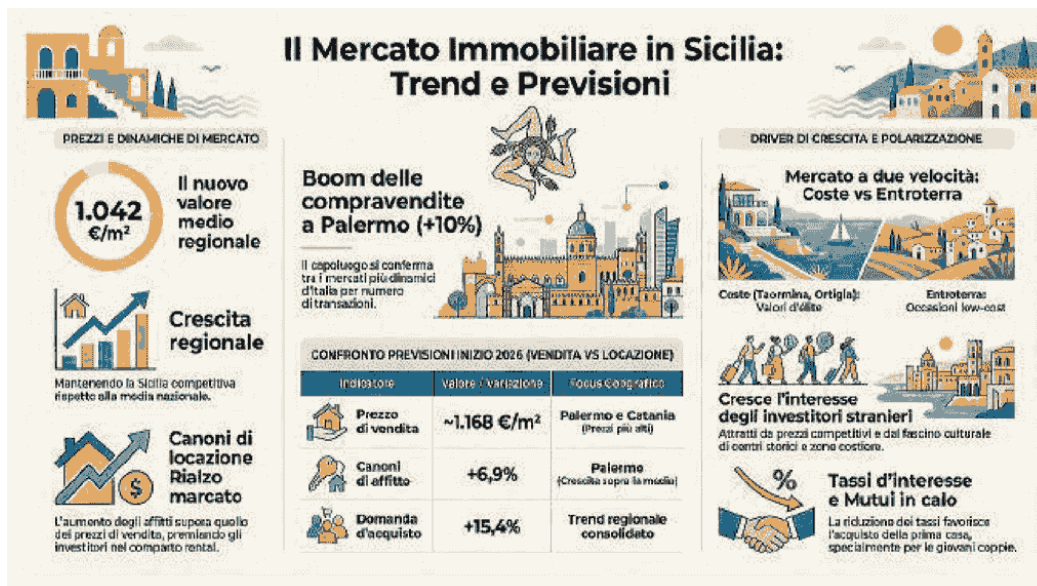 Il Mercato Immobiliare in Sicilia:
Trend e Previsioni
PREZZI E DINAMICHE DI MERCATO
1.042
€/m²
Il nuovo
valore
medio
regionale
Crescita
regionale
Mantenendo la Sicilia competitiva
rispetto alla media nazionale.
Canoni di
locazione
Rialzo
marcato
$
L'aumento degli affitti supera quello
dei prezzi di vendita, premiando gli
investitori nel comparto rental.
Boom delle
compravendite
a Palermo (+10%)
Il capoluogo si conferma
tra i mercati più dinamici
d'Italia per numero
di transazioni.
CONFRONTO PREVISIONI INIZIO 2026 (VENDITA VS LOCAZIONE)
Indicatore Valore / Variazione Focus Geografico
Prezzo
di vendita
~1.168 €/m²
Palermo e Catania
(Prezzi più alti)
Canoni
di affitto
+6,9%
Palermo
(Crescita sopra la media)
Domanda
d'acquisto
+15,4%
Trend regionale
consolidato
DRIVER DI CRESCITA E POLARIZZAZIONE
Mercato a due velocità:
Coste vs Entroterra
Coste (Taormina, Ortigia):
Valori d'élite
Entroterra:
Occasioni low-cost
Cresce l'interesse
degli investitori stranieri
Attratti da prezzi competitivi e dal fascino culturale
di centri storici e zone costiere.
%
Tassi d'interesse
e Mutui in calo
La riduzione dei tassi favorisce
l'acquisto della prima casa,
specialmente per le giovani coppie.